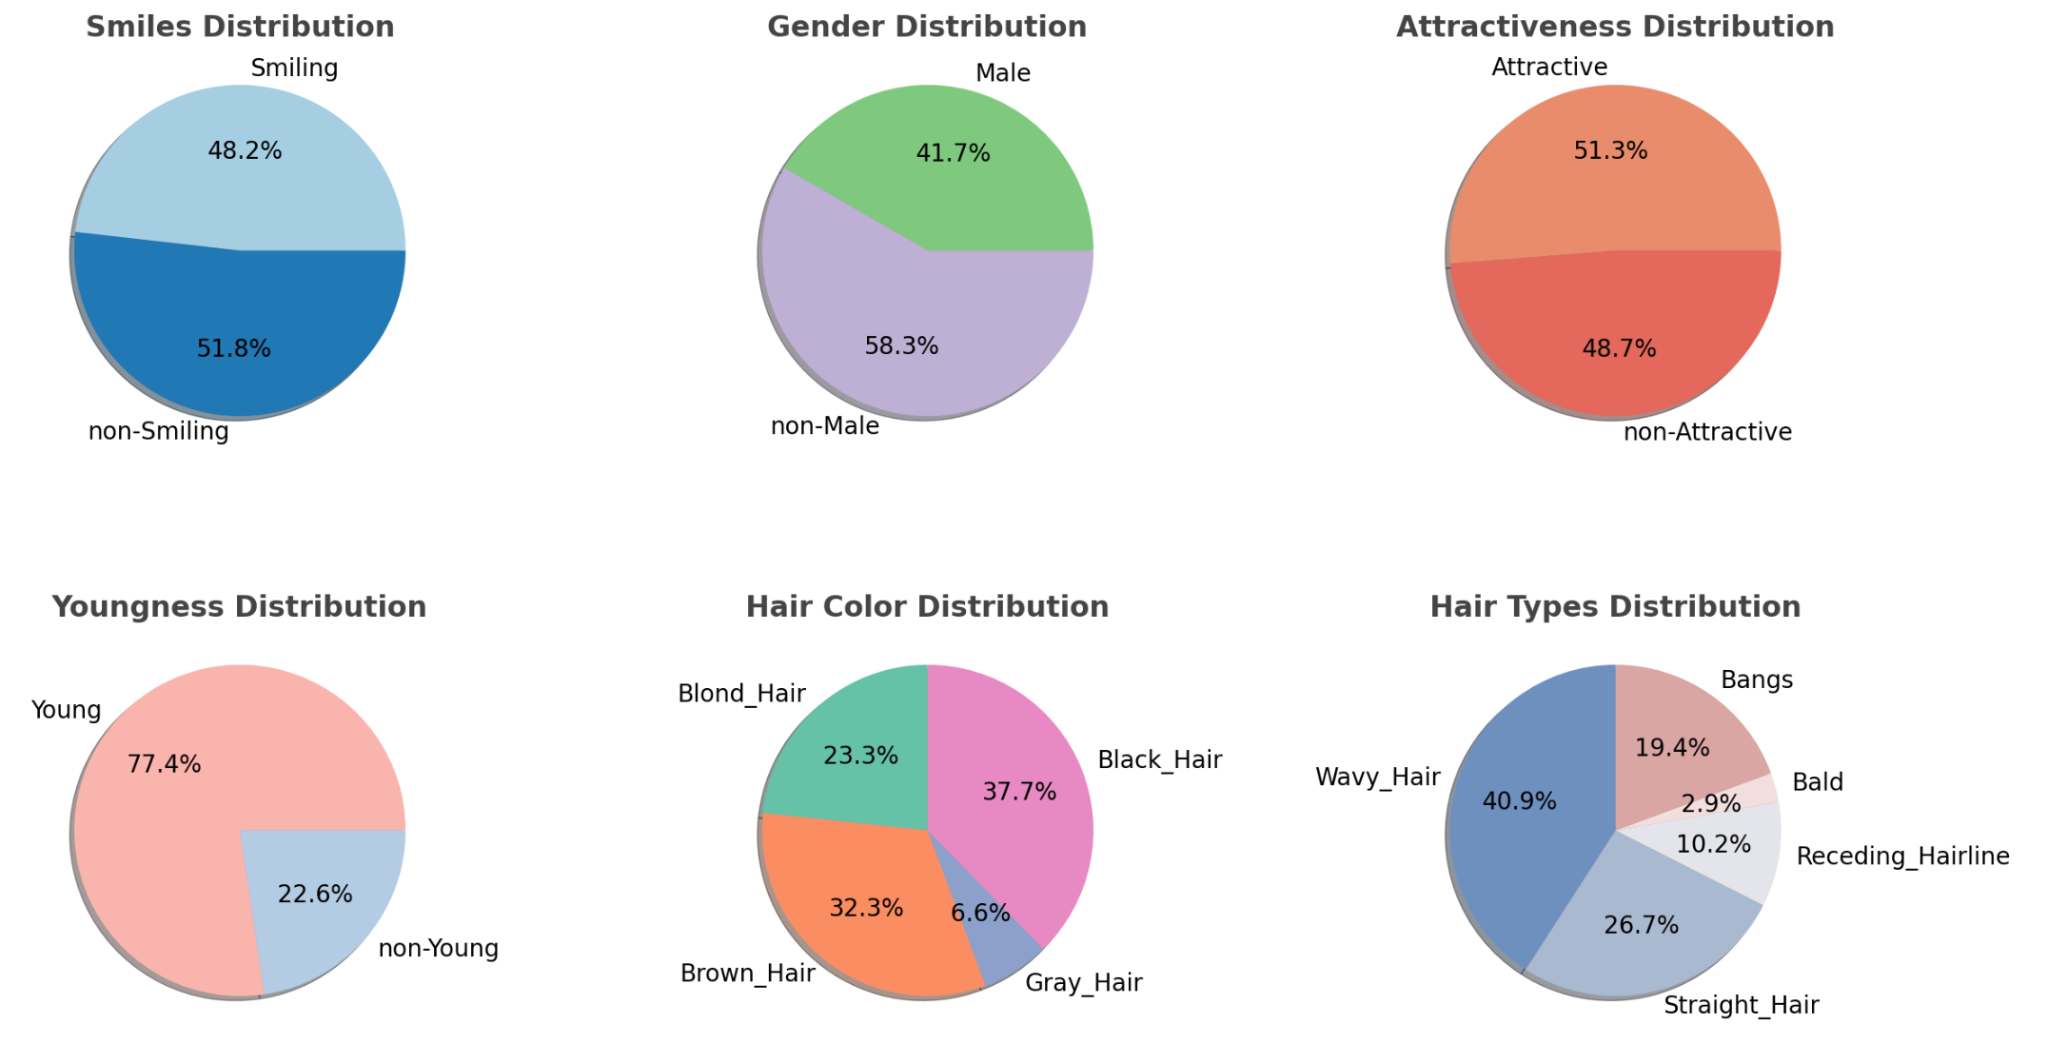 Smiles Distribution
Smiling
48.2%
51.8%
non-Smiling
Gender Distribution
Male
41.7%
58.3%
non-Male
Attractiveness Distribution
Attractive
51.3%
48.7%
non-Attractive
Youngness Distribution
Young
77.4%
22.6%
non-Young
Hair Color Distribution
Blond_Hair
23.3%
Black_Hair
37.7%
32.3%
6.6%
Brown_Hair
Gray_Hair
Hair Types Distribution
Bangs
19.4%
Wavy_Hair
40.9%
Bald
2.9%
10.2%
Receding_Hairline
26.7%
Straight_Hair